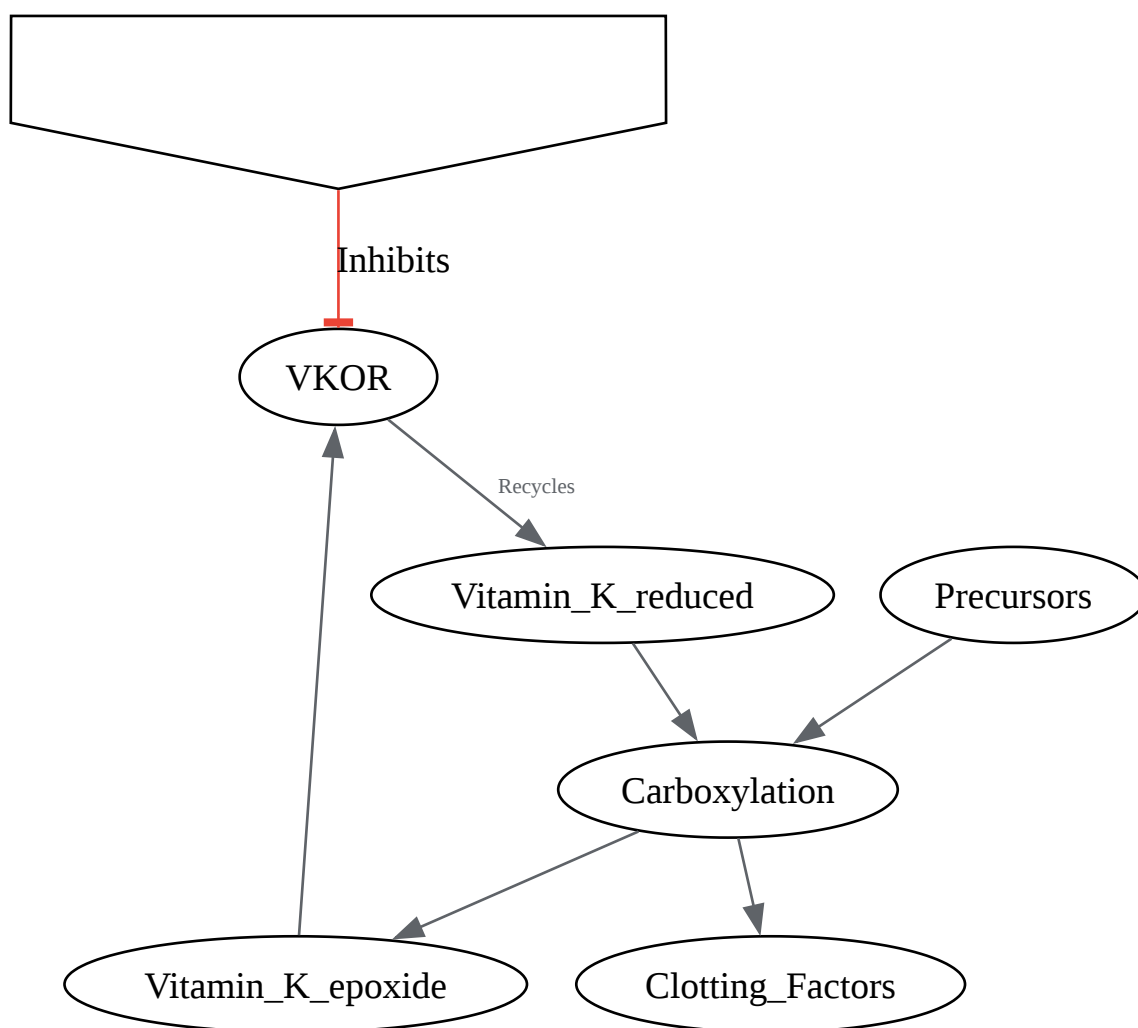 Inhibits
VKOR
Recycles
Vitamin_K_reduced
Precursors
Carboxylation
Vitamin_K_epoxide
Clotting_Factors